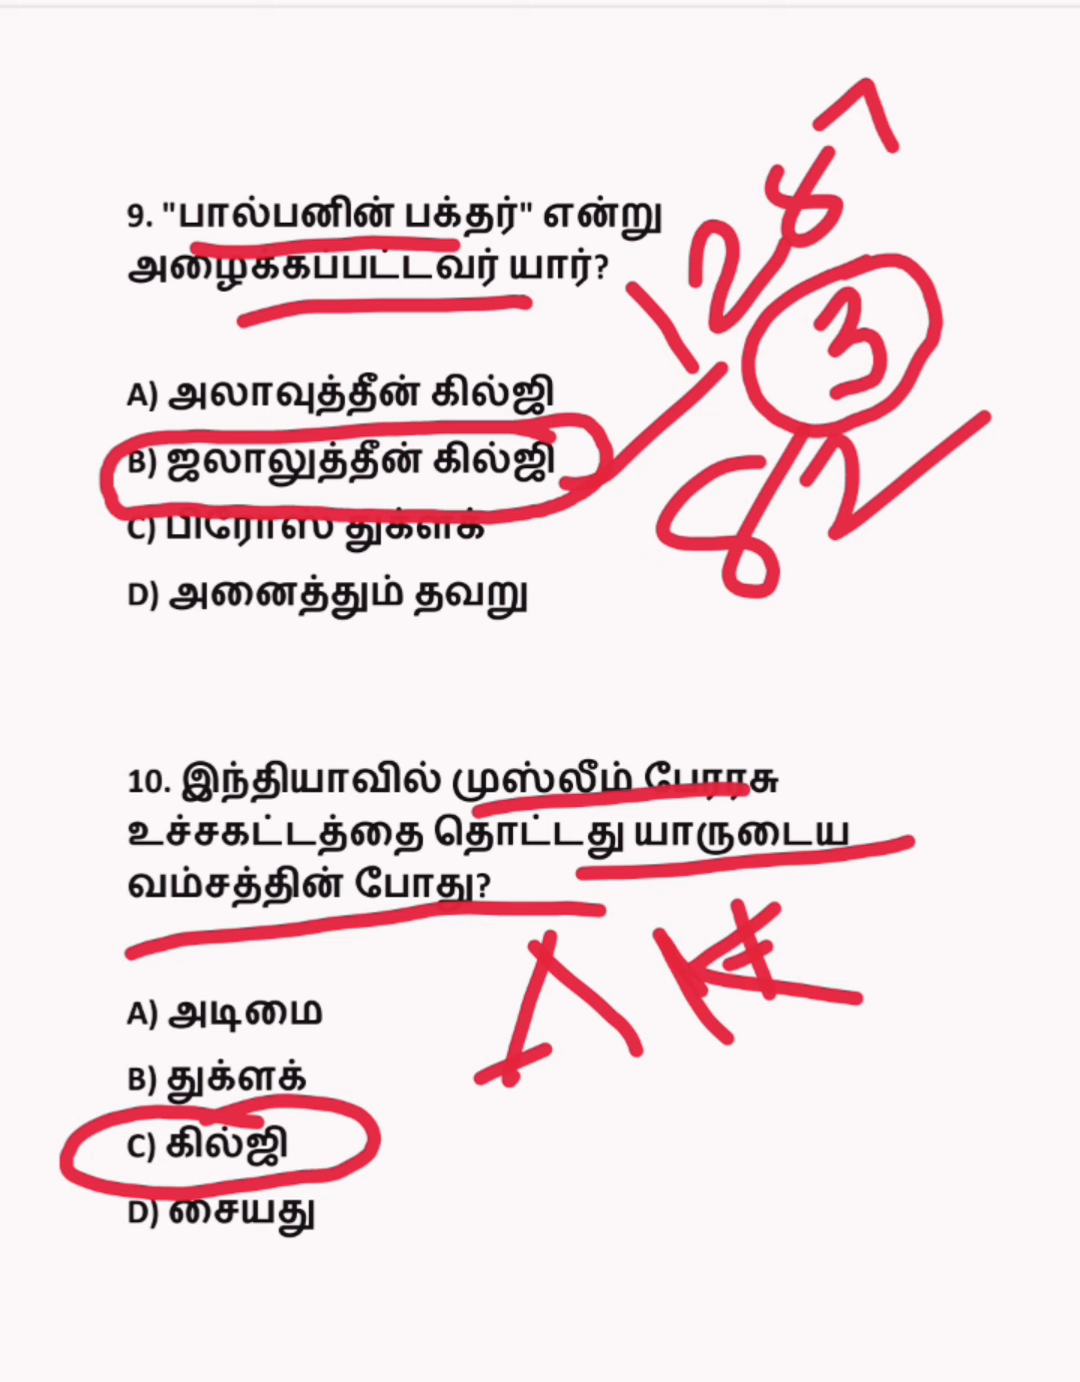 9. "பால்பனின் பக்தர்" என்று
அழைக்கப்பட்டவர் யார்?
A) அலாவுத்தீன் கில்ஜி
B) ஜலாலுத்தீன் கில்ஜி
C) பிரோஸ் துக்ளக்
D) அனைத்தும் தவறு
10. இந்தியாவில் முஸ்லீம் பேரரசு
உச்சகட்டத்தை தொட்டது யாருடைய
வம்சத்தின் போது?
A) அடிமை
B) துக்ளக்
C) கில்ஜி
D) சையது